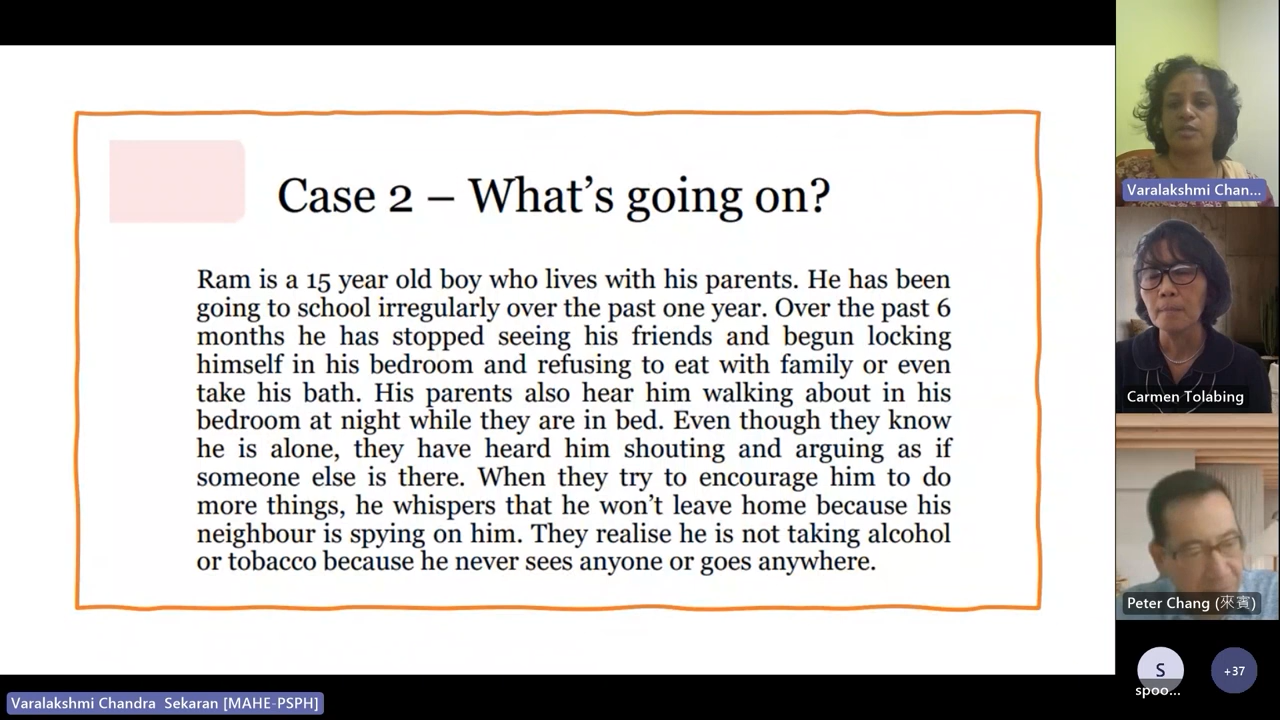 Case 2 – What's going on?
Ram is a 15 year old boy who lives with his parents. He has been
going to school irregularly over the past one year. Over the past 6
months he has stopped seeing his friends and begun locking
himself in his bedroom and refusing to eat with family or even
take his bath. His parents also hear him walking about in his
bedroom at night while they are in bed. Even though they know
he is alone, they have heard him shouting and arguing as if
someone else is there. When they try to encourage him to do
more things, he whispers that he won't leave home because his
neighbour is spying on him. They realise he is not taking alcohol
or tobacco because he never sees anyone or goes anywhere.
Varalakshmi Chan...
Carmen Tolabing
Peter Chang (來賓)
S
spoo...
+37
Varalakshmi Chandra Sekaran [MAHE-PSPH]